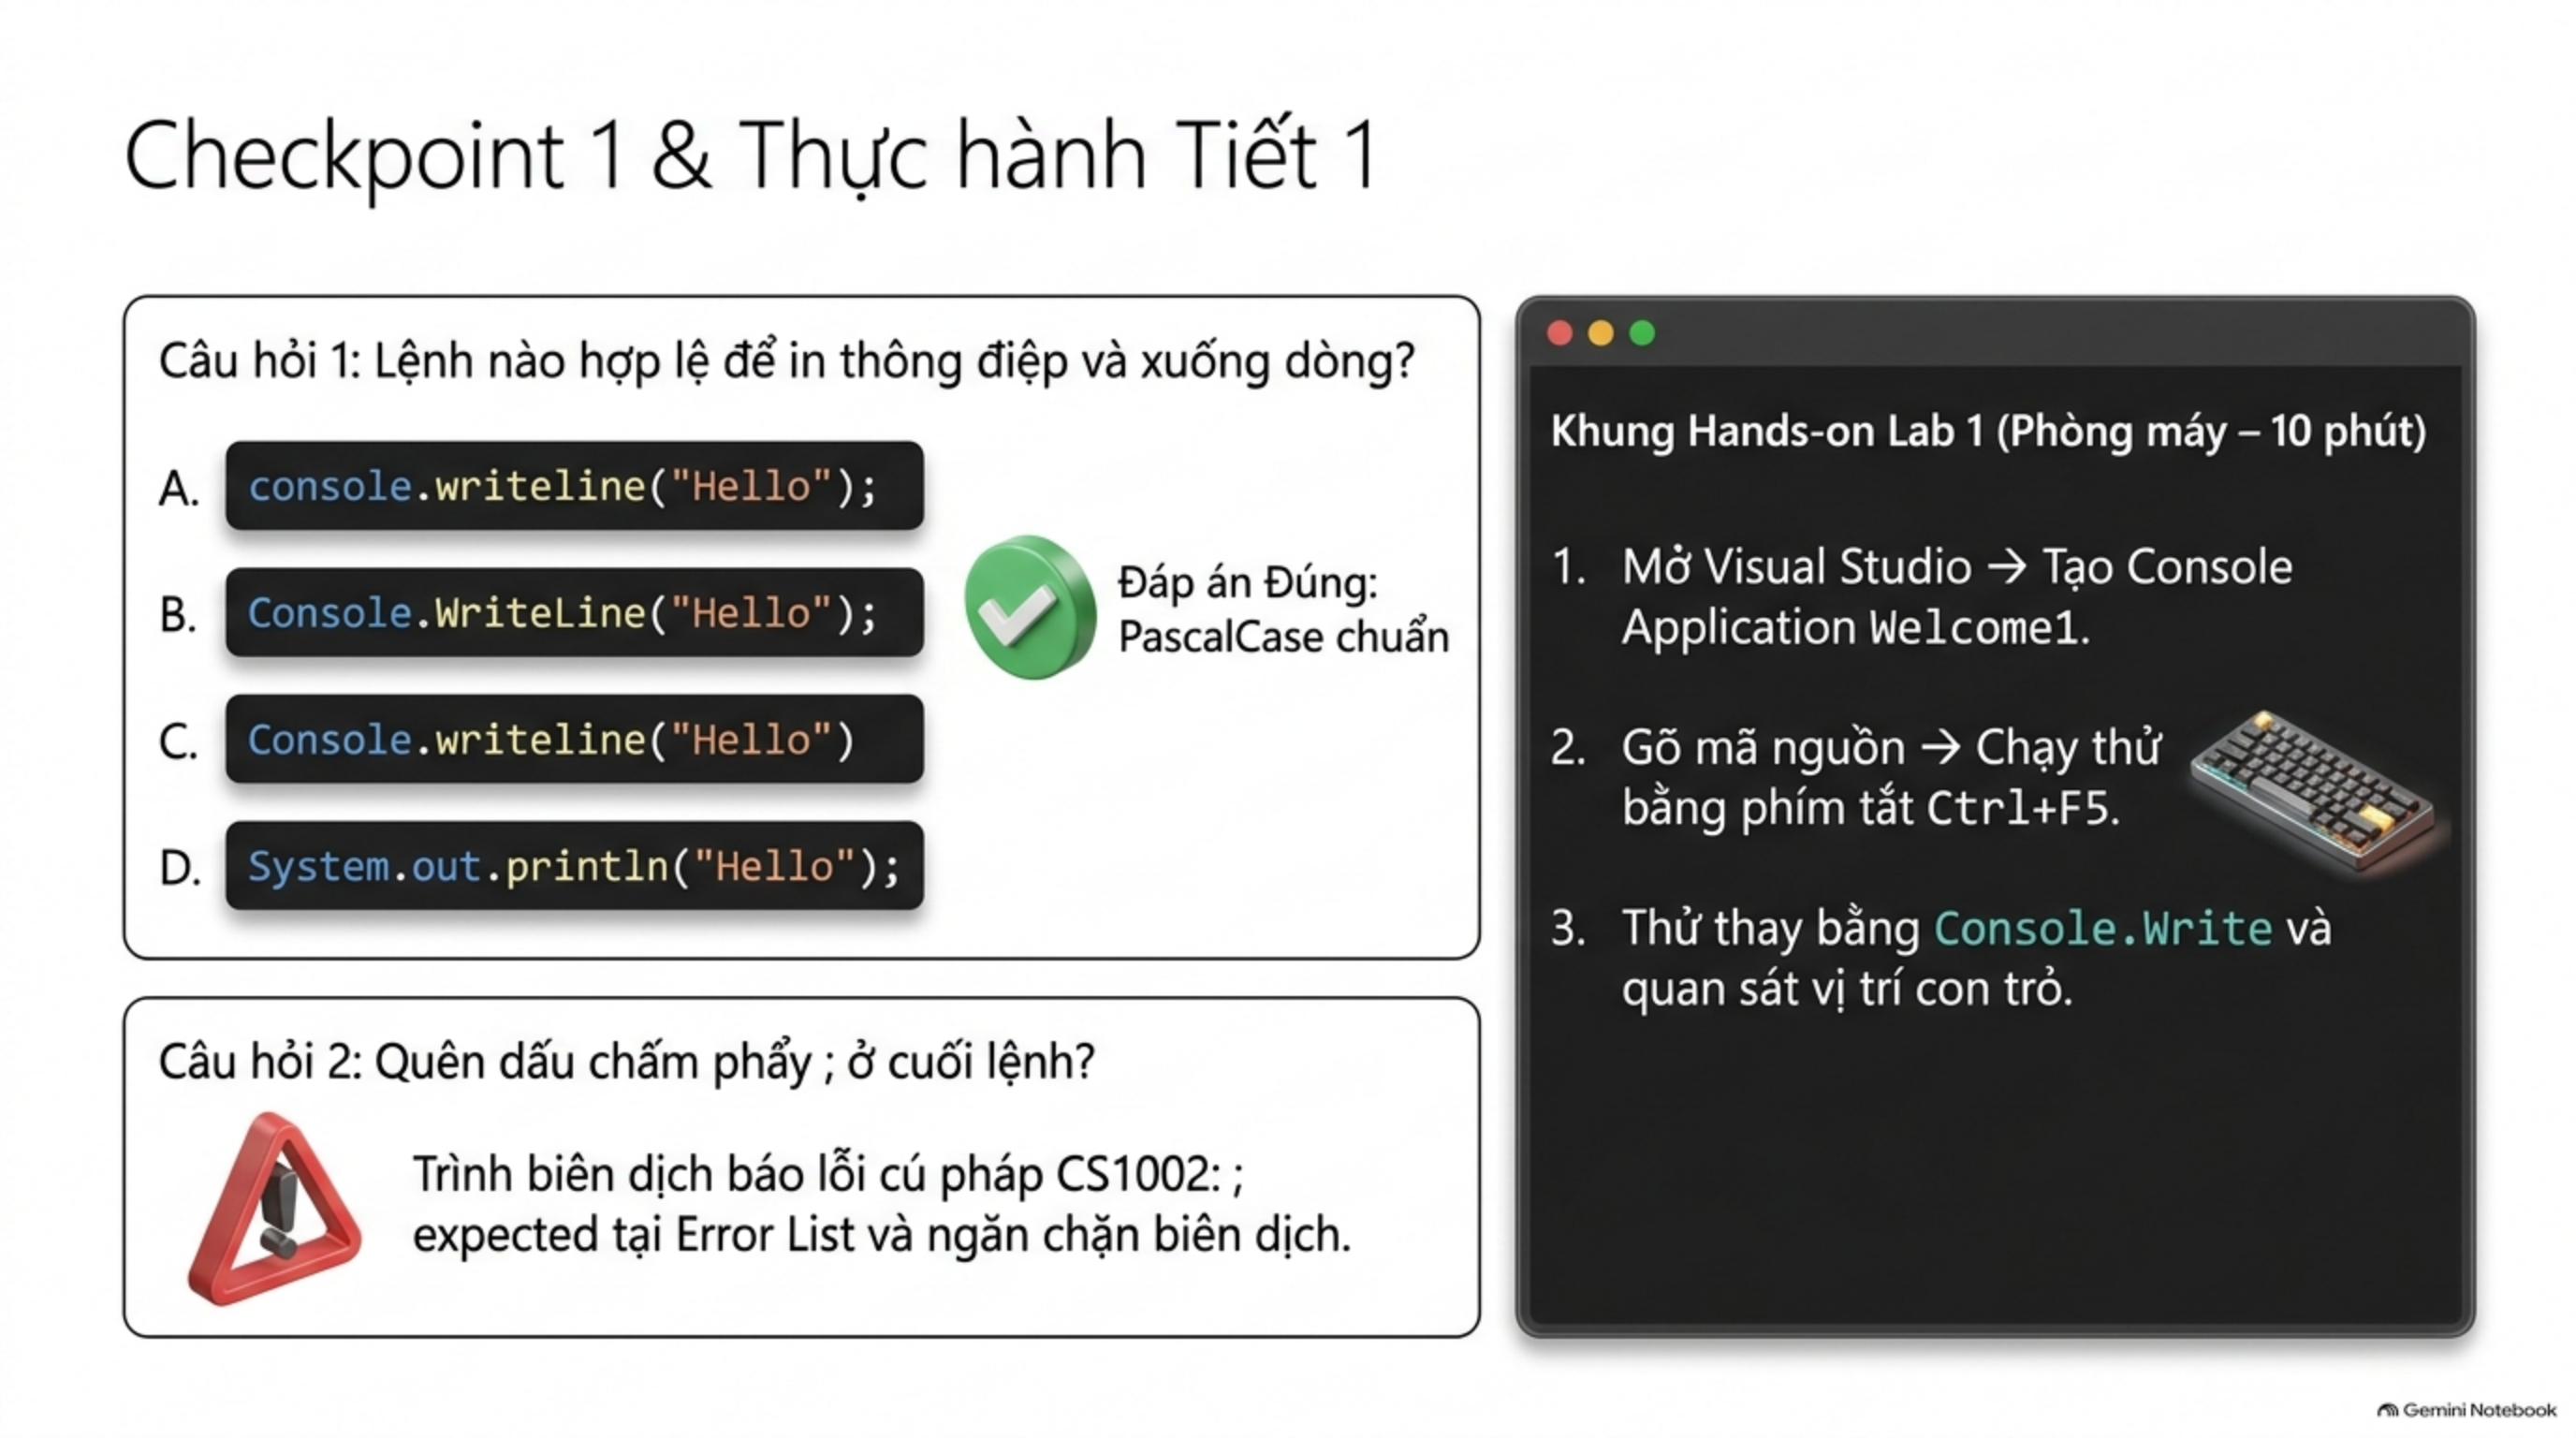 Checkpoint 1 & Thực hành Tiết 1
Câu hỏi 1: Lệnh nào hợp lệ để in thông điệp và xuống dòng?
A. console.writeline("Hello");
B. Console.WriteLine("Hello");
C. Console.writeline("Hello")
D. System.out.println("Hello");
Đáp án Đúng:
PascalCase chuẩn
Câu hỏi 2: Quên dấu chấm phẩy ; ở cuối lệnh?
Trình biên dịch báo lỗi cú pháp CS1002: ;
expected tại Error List và ngăn chặn biên dịch.
Khung Hands-on Lab 1 (Phòng máy – 10 phút)
1. Mở Visual Studio → Tạo Console
Application Welcome1.
2. Gõ mã nguồn → Chạy thử
bằng phím tắt Ctrl+F5.
3. Thử thay bằng Console.Write và
quan sát vị trí con trỏ.
Gemini Notebook